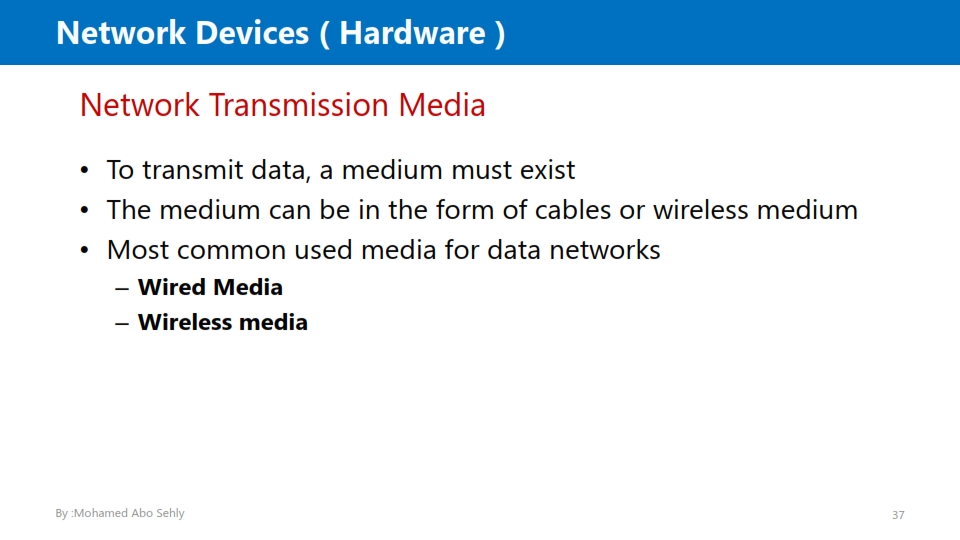 Network Devices ( Hardware )
Network Transmission Media
• To transmit data, a medium must exist
• The medium can be in the form of cables or wireless medium
• Most common used media for data networks
– Wired Media
– Wireless media
By :Mohamed Abo Sehly
37